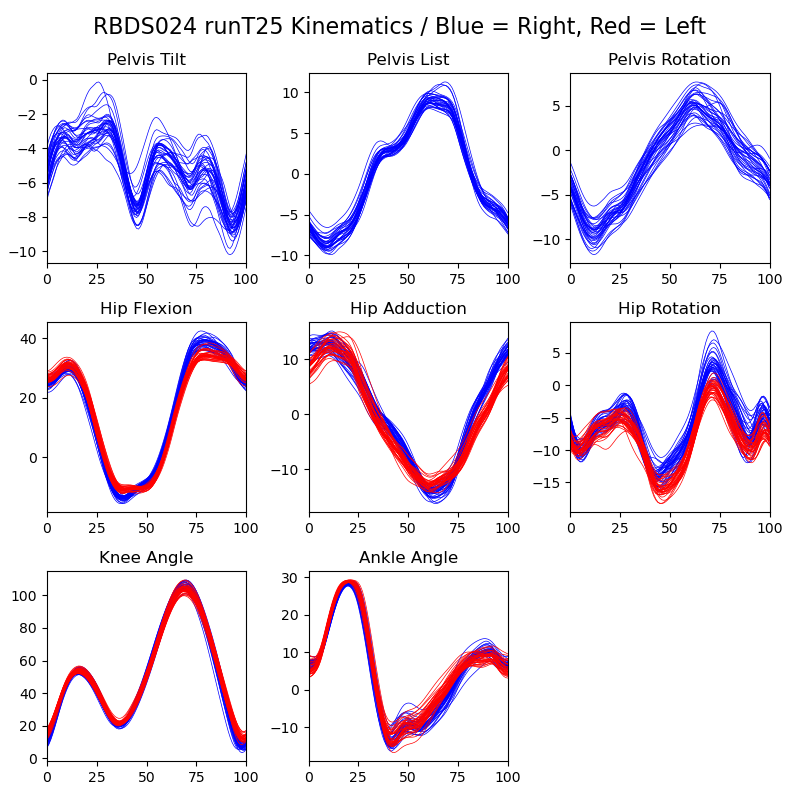 RBDS024 runT25 Kinematics / Blue = Right, Red = Left
Pelvis Tilt
Pelvis List
Pelvis Rotation
0
−2
−4
−6
−8
−10
0 25 50 75 100
10
5
0
−5
−10
0 25 50 75 100
5
0
−5
−10
0 25 50 75 100
Hip Flexion
Hip Adduction
Hip Rotation
40
20
0
0 25 50 75 100
10
0
−10
0 25 50 75 100
5
0
−5
−10
−15
0 25 50 75 100
Knee Angle
Ankle Angle
100
80
60
40
20
0
0 25 50 75 100
30
20
10
0
−10
0 25 50 75 100